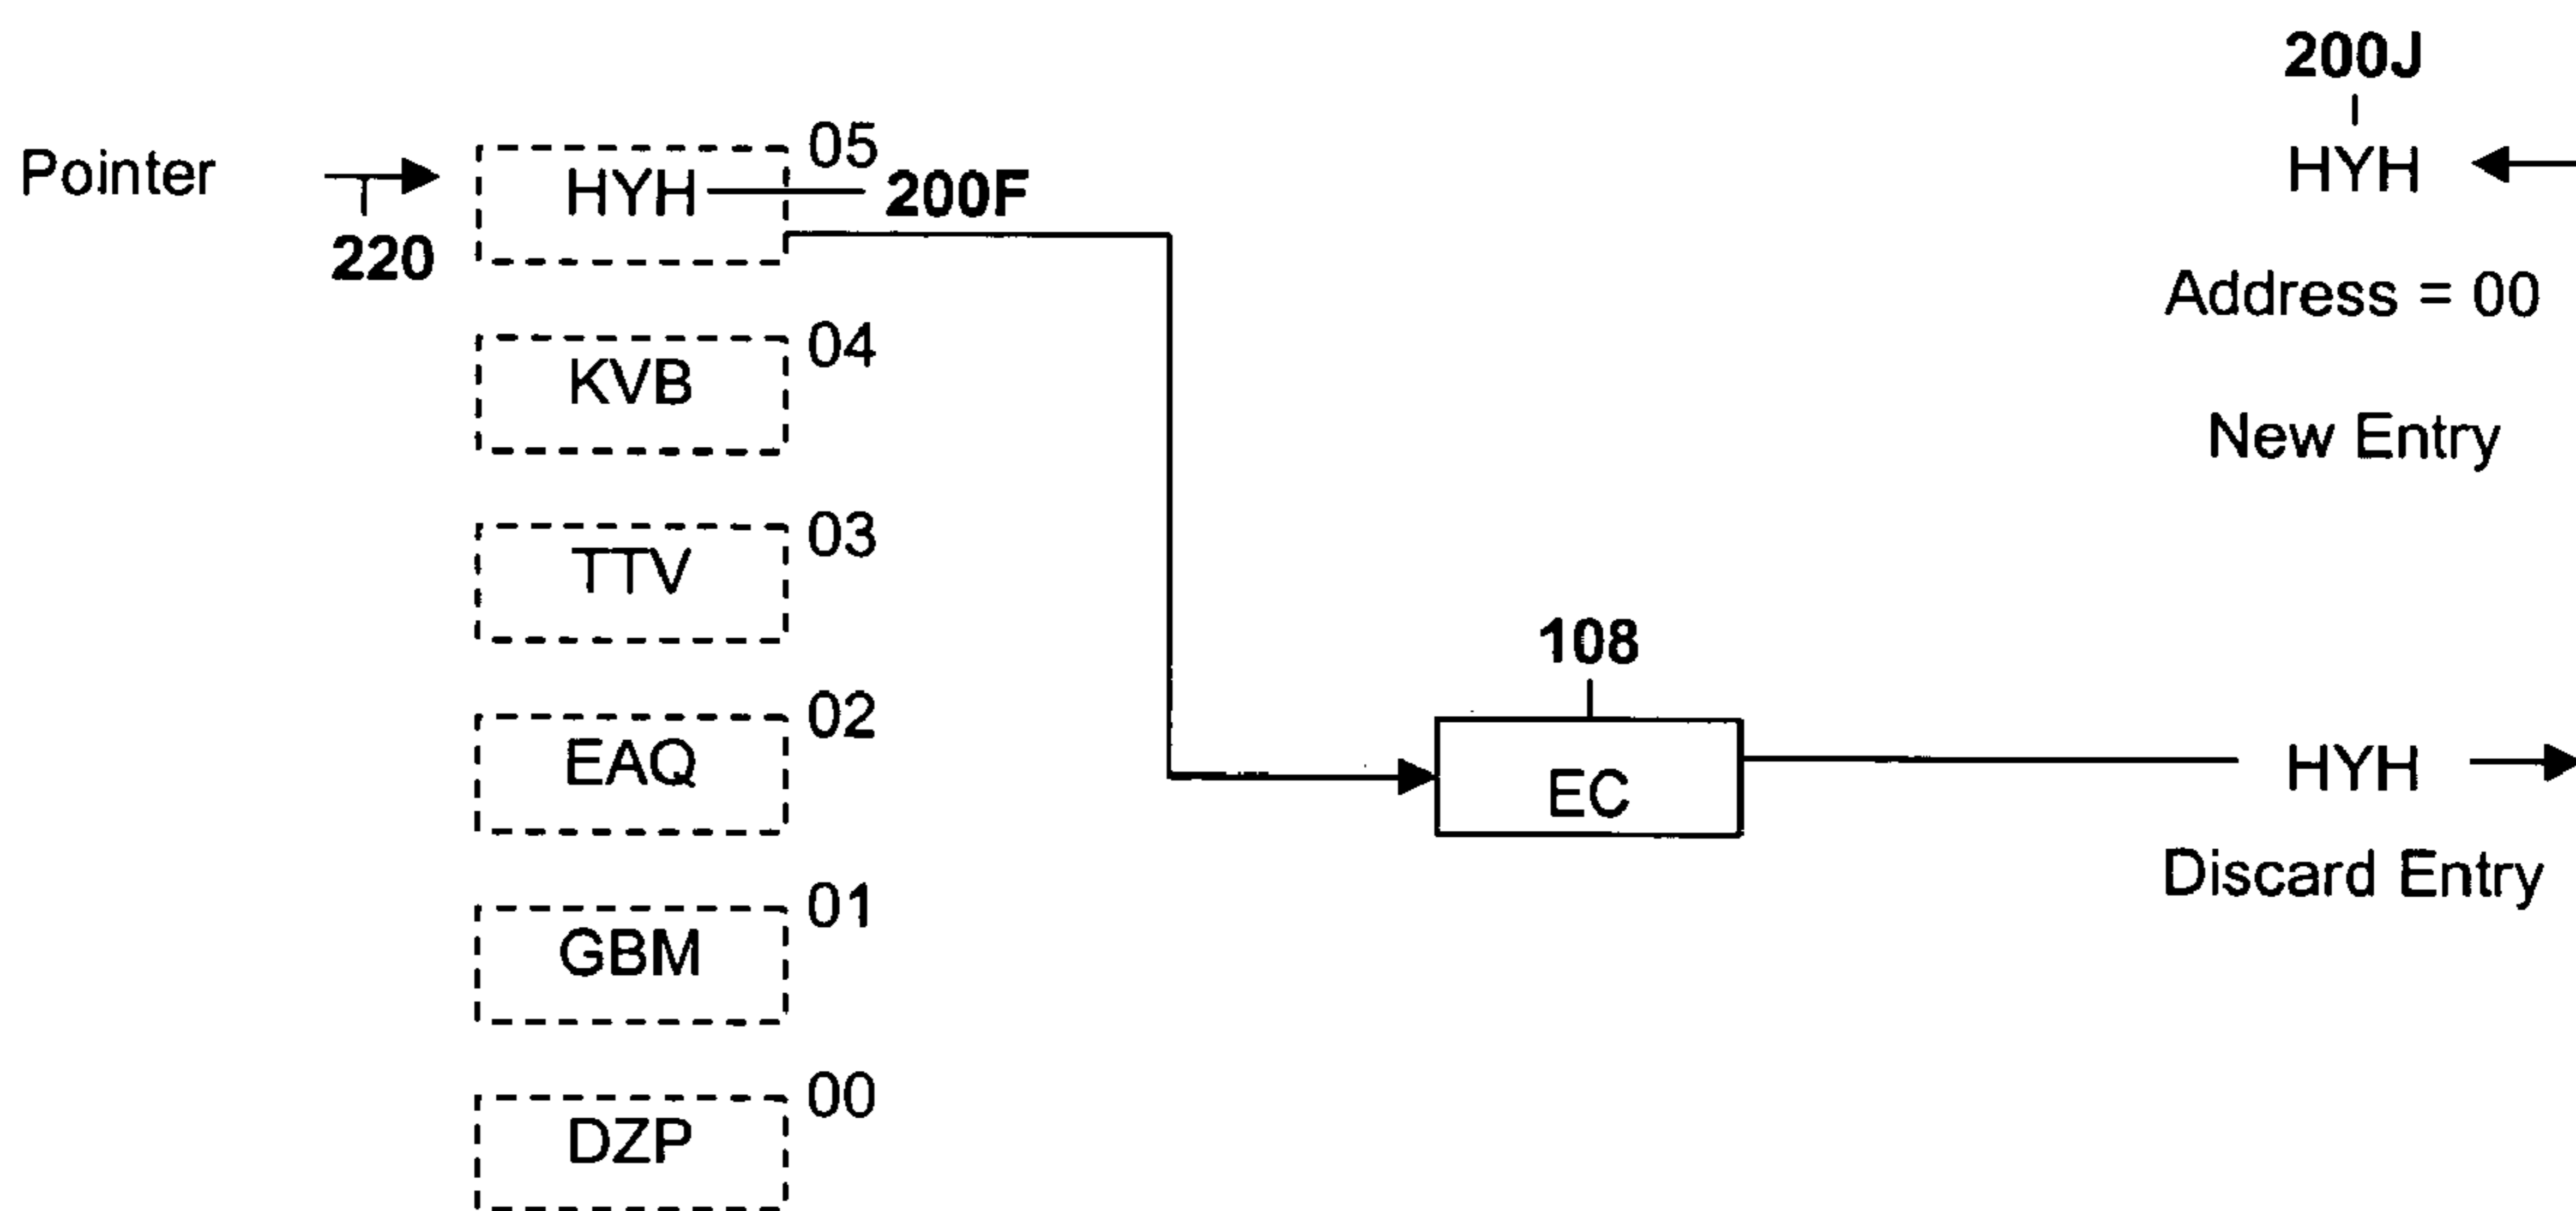 200J
05
Pointer
HYH
200F
HYH
220
Address = 00
04
KVB
New Entry
03
TTV
108
02
EAQ
EC
HYH
Discard Entry
01
GBM
00
DZP